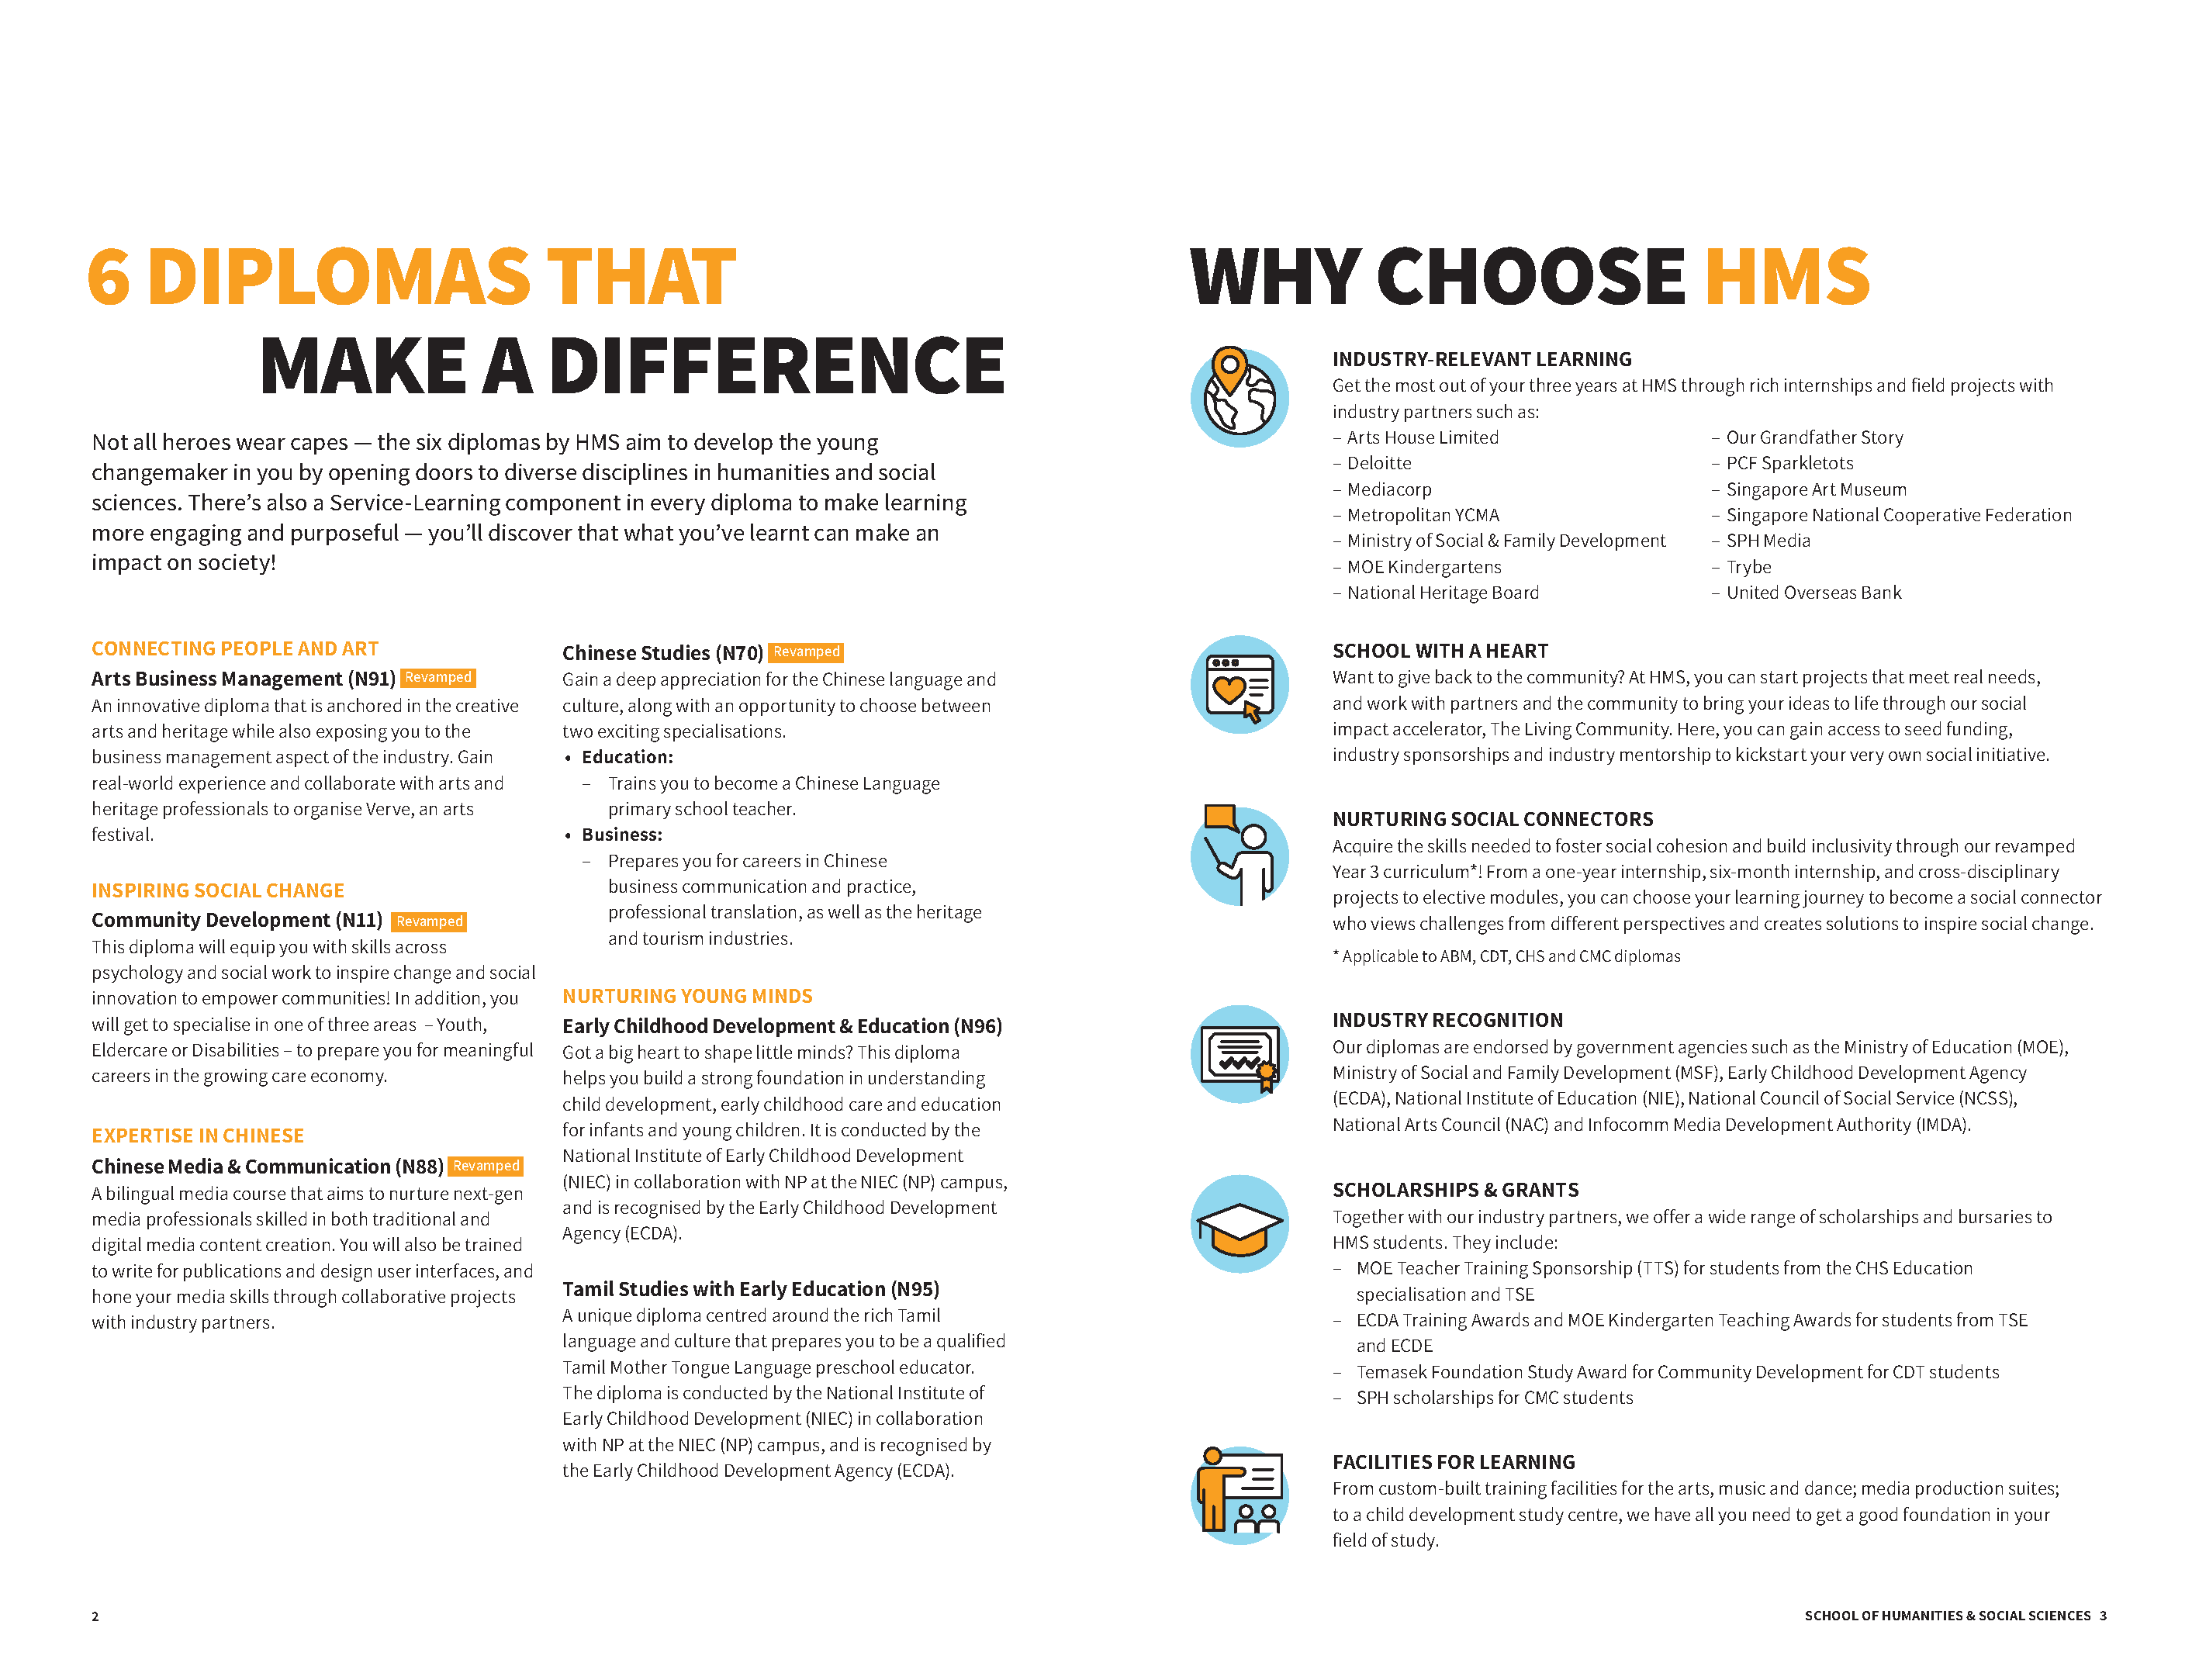 6 DIPLOMAS THAT
MAKE A DIFFERENCE
Not all heroes wear capes — the six diplomas by HMS aim to develop the young
changemaker in you by opening doors to diverse disciplines in humanities and social
sciences. There’s also a Service-Learning component in every diploma to make learning
more engaging and purposeful — you’ll discover that what you’ve learnt can make an
impact on society!
CONNECTING PEOPLE AND ART
Arts Business Management (N91) Revamped
An innovative diploma that is anchored in the creative
arts and heritage while also exposing you to the
business management aspect of the industry. Gain
real-world experience and collaborate with arts and
heritage professionals to organise Verve, an arts
festival.
INSPIRING SOCIAL CHANGE
Community Development (N11) Revamped
This diploma will equip you with skills across
psychology and social work to inspire change and social
innovation to empower communities! In addition, you
will get to specialise in one of three areas – Youth,
Eldercare or Disabilities – to prepare you for meaningful
careers in the growing care economy.
EXPERTISE IN CHINESE
Chinese Media & Communication (N88) Revamped
A bilingual media course that aims to nurture next-gen
media professionals skilled in both traditional and
digital media content creation. You will also be trained
to write for publications and design user interfaces, and
hone your media skills through collaborative projects
with industry partners.
Chinese Studies (N70) Revamped
Gain a deep appreciation for the Chinese language and
culture, along with an opportunity to choose between
two exciting specialisations.
• Education:
– Trains you to become a Chinese Language
primary school teacher.
• Business:
– Prepares you for careers in Chinese
business communication and practice,
professional translation, as well as the heritage
and tourism industries.
NURTURING YOUNG MINDS
Early Childhood Development & Education (N96)
Got a big heart to shape little minds? This diploma
helps you build a strong foundation in understanding
child development, early childhood care and education
for infants and young children. It is conducted by the
National Institute of Early Childhood Development
(NIEC) in collaboration with NP at the NIEC (NP) campus,
and is recognised by the Early Childhood Development
Agency (ECDA).
Tamil Studies with Early Education (N95)
A unique diploma centred around the rich Tamil
language and culture that prepares you to be a qualified
Tamil Mother Tongue Language preschool educator.
The diploma is conducted by the National Institute of
Early Childhood Development (NIEC) in collaboration
with NP at the NIEC (NP) campus, and is recognised by
the Early Childhood Development Agency (ECDA).
2
WHY CHOOSE HMS
INDUSTRY-RELEVANT LEARNING
Get the most out of your three years at HMS through rich internships and field projects with
industry partners such as:
– Arts House Limited
– Deloitte
– Mediacorp
– Metropolitan YCMA
– Ministry of Social & Family Development
– MOE Kindergartens
– National Heritage Board
– Our Grandfather Story
– PCF Sparkletots
– Singapore Art Museum
– Singapore National Cooperative Federation
– SPH Media
– Trybe
– United Overseas Bank
SCHOOL WITH A HEART
Want to give back to the community? At HMS, you can start projects that meet real needs,
and work with partners and the community to bring your ideas to life through our social
impact accelerator, The Living Community. Here, you can gain access to seed funding,
industry sponsorships and industry mentorship to kickstart your very own social initiative.
NURTURING SOCIAL CONNECTORS
Acquire the skills needed to foster social cohesion and build inclusivity through our revamped
Year 3 curriculum*! From a one-year internship, six-month internship, and cross-disciplinary
projects to elective modules, you can choose your learning journey to become a social connector
who views challenges from different perspectives and creates solutions to inspire social change.
* Applicable to ABM, CDT, CHS and CMC diplomas
INDUSTRY RECOGNITION
Our diplomas are endorsed by government agencies such as the Ministry of Education (MOE),
Ministry of Social and Family Development (MSF), Early Childhood Development Agency
(ECDA), National Institute of Education (NIE), National Council of Social Service (NCSS),
National Arts Council (NAC) and Infocomm Media Development Authority (IMDA).
SCHOLARSHIPS & GRANTS
Together with our industry partners, we offer a wide range of scholarships and bursaries to
HMS students. They include:
– MOE Teacher Training Sponsorship (TTS) for students from the CHS Education
specialisation and TSE
– ECDA Training Awards and MOE Kindergarten Teaching Awards for students from TSE
and ECDE
– Temasek Foundation Study Award for Community Development for CDT students
– SPH scholarships for CMC students
FACILITIES FOR LEARNING
From custom-built training facilities for the arts, music and dance; media production suites;
to a child development study centre, we have all you need to get a good foundation in your
field of study.
SCHOOL OF HUMANITIES & SOCIAL SCIENCES 3